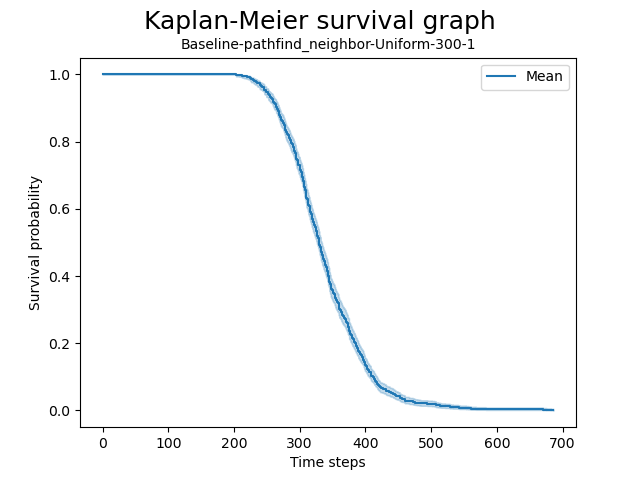 Kaplan-Meier survival graph
Baseline-pathfind_neighbor-Uniform-300-1
Mean
Survival probability
1.0
0.8
0.6
0.4
0.2
0.0
0 100 200 300 400 500 600 700
Time steps